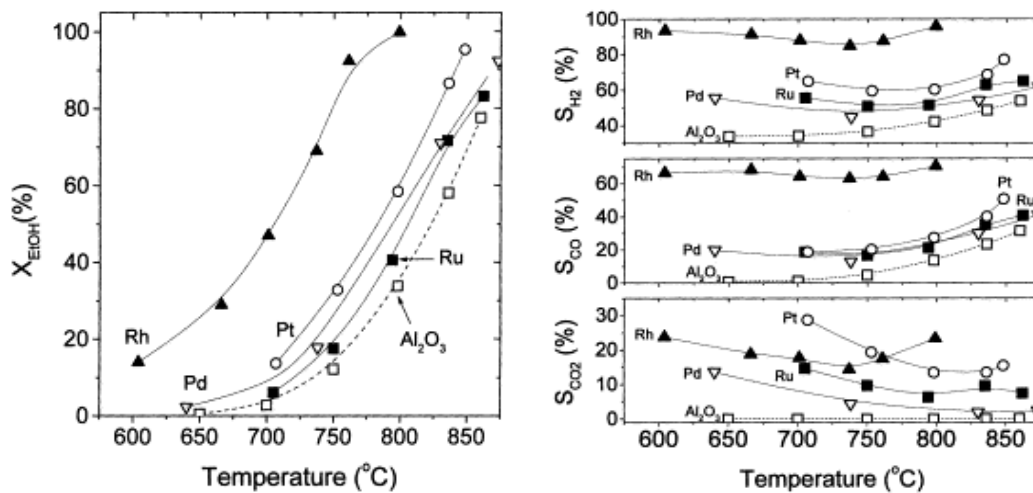 100
80
60
40
20
0
X_EtOH(%)
Rh
Pd
Pt
Ru
Al₂O₃
600 650 700 750 800 850
Temperature (°C)
100
80
60
40
S_H2 (%)
Rh
Pt
Pd
Ru
Al₂O₃
60
40
20
0
S_CO (%)
Rh
Pt
Ru
Pd
Al₂O₃
30
20
10
0
S_CO2 (%)
Pt
Rh
Pd
Ru
Al₂O₃
600 650 700 750 800 850
Temperature (°C)